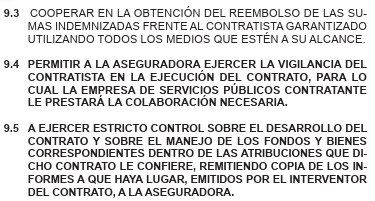 9.3 COOPERAR EN LA OBTENCIÓN DEL REEMBOLSO DE LAS SU-
MAS INDEMNIZADAS FRENTE AL CONTRATISTA GARANTIZADO
UTILIZANDO TODOS LOS MEDIOS QUE ESTÉN A SU ALCANCE.
9.4 PERMITIR A LA ASEGURADORA EJERCER LA VIGILANCIA DEL
CONTRATISTA EN LA EJECUCIÓN DEL CONTRATO, PARA LO
CUAL LA EMPRESA DE SERVICIOS PÚBLICOS CONTRATANTE
LE PRESTARÁ LA COLABORACIÓN NECESARIA.
9.5 A EJERCER ESTRICTO CONTROL SOBRE EL DESARROLLO DEL
CONTRATO Y SOBRE EL MANEJO DE LOS FONDOS Y BIENES
CORRESPONDIENTES DENTRO DE LAS ATRIBUCIONES QUE DI-
CHO CONTRATO LE CONFIERE, REMITIENDO COPIA DE LOS IN-
FORMES A QUE HAYA LUGAR, EMITIDOS POR EL INTERVENTOR
DEL CONTRATO, A LA ASEGURADORA.